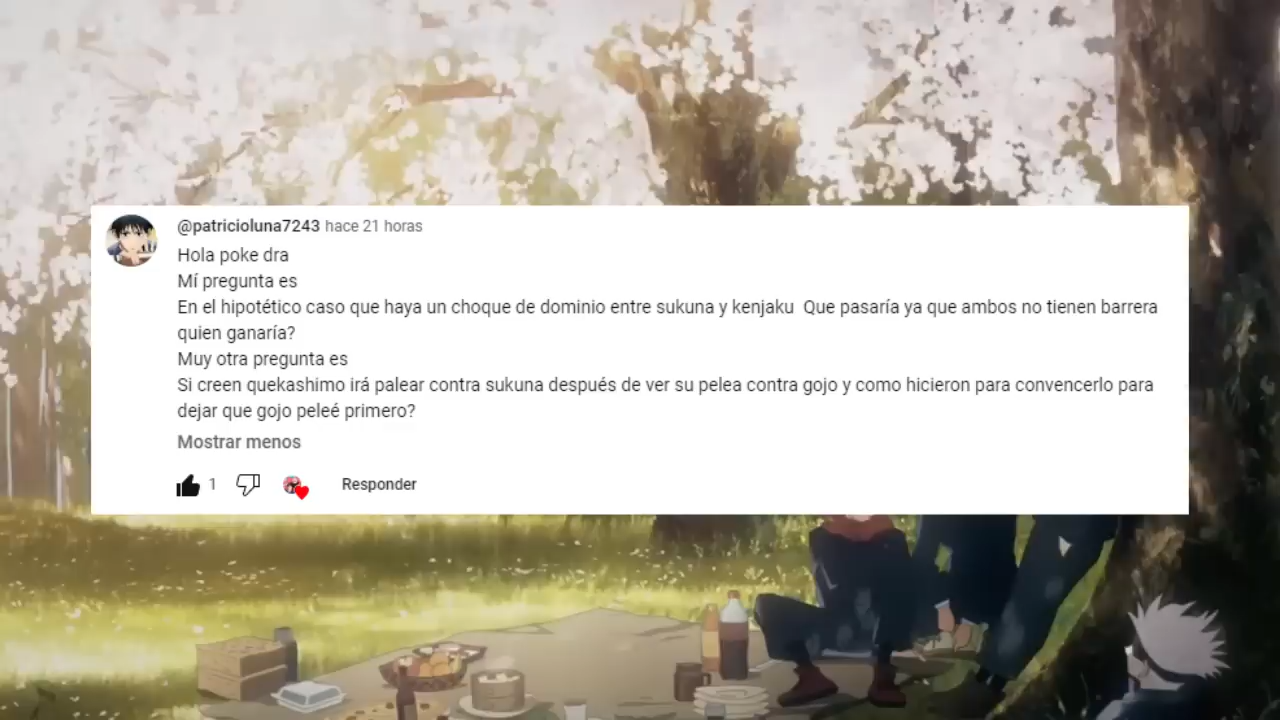 @patricioluna7243 hace 21 horas
Hola poke dra
Mí pregunta es
En el hipotético caso que haya un choque de dominio entre sukuna y kenjaku Que pasaría ya que ambos no tienen barrera
quien ganaría?
Muy otra pregunta es
Si creen quekashimo irá palear contra sukuna después de ver su pelea contra gojo y como hicieron para convencerlo para
dejar que gojo peleé primero?
Mostrar menos
1 Responder